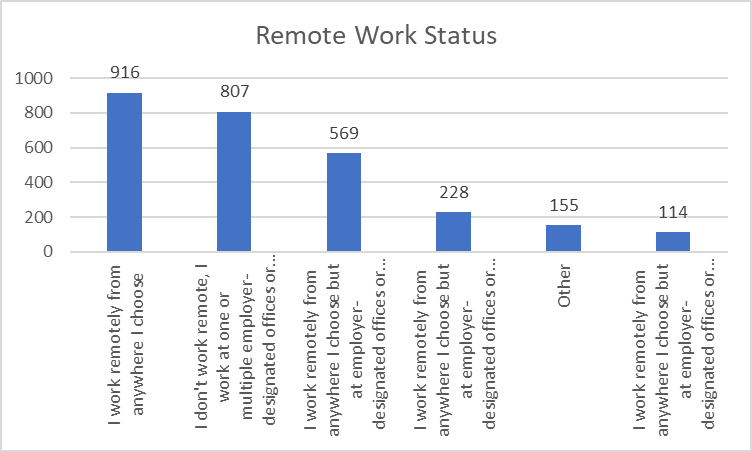 Remote Work Status
916
807
569
228
155
114
1000
800
600
400
200
0
I work remotely from
anywhere I choose
I don't work remote, I
work at one or
multiple employer-
designated offices or...
I work remotely from
anywhere I choose but
at employer-
designated offices or...
I work remotely from
anywhere I choose but
at employer-
designated offices or...
Other
I work remotely from
anywhere I choose but
at employer-
designated offices or...